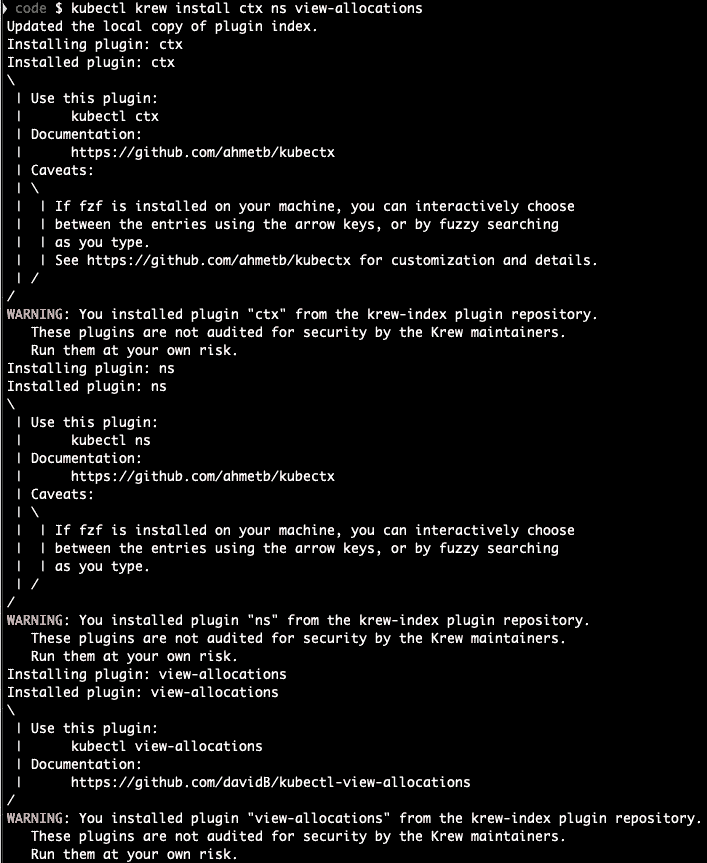 code $ kubectl krew install ctx ns view-allocations
Updated the local copy of plugin index.
Installing plugin: ctx
Installed plugin: ctx
\
 | Use this plugin:
 |      kubectl ctx
 | Documentation:
 |      https://github.com/ahmetb/kubectx
 | Caveats:
 | \
 |  | If fzf is installed on your machine, you can interactively choose
 |  | between the entries using the arrow keys, or by fuzzy searching
 |  | as you type.
 |  | See https://github.com/ahmetb/kubectx for customization and details.
 | /
/
WARNING: You installed plugin "ctx" from the krew-index plugin repository.
   These plugins are not audited for security by the Krew maintainers.
   Run them at your own risk.
Installing plugin: ns
Installed plugin: ns
\
 | Use this plugin:
 |      kubectl ns
 | Documentation:
 |      https://github.com/ahmetb/kubectx
 | Caveats:
 | \
 |  | If fzf is installed on your machine, you can interactively choose
 |  | between the entries using the arrow keys, or by fuzzy searching
 |  | as you type.
 | /
/
WARNING: You installed plugin "ns" from the krew-index plugin repository.
   These plugins are not audited for security by the Krew maintainers.
   Run them at your own risk.
Installing plugin: view-allocations
Installed plugin: view-allocations
\
 | Use this plugin:
 |      kubectl view-allocations
 | Documentation:
 |      https://github.com/davidB/kubectl-view-allocations
/
WARNING: You installed plugin "view-allocations" from the krew-index plugin repository.
   These plugins are not audited for security by the Krew maintainers.
   Run them at your own risk.